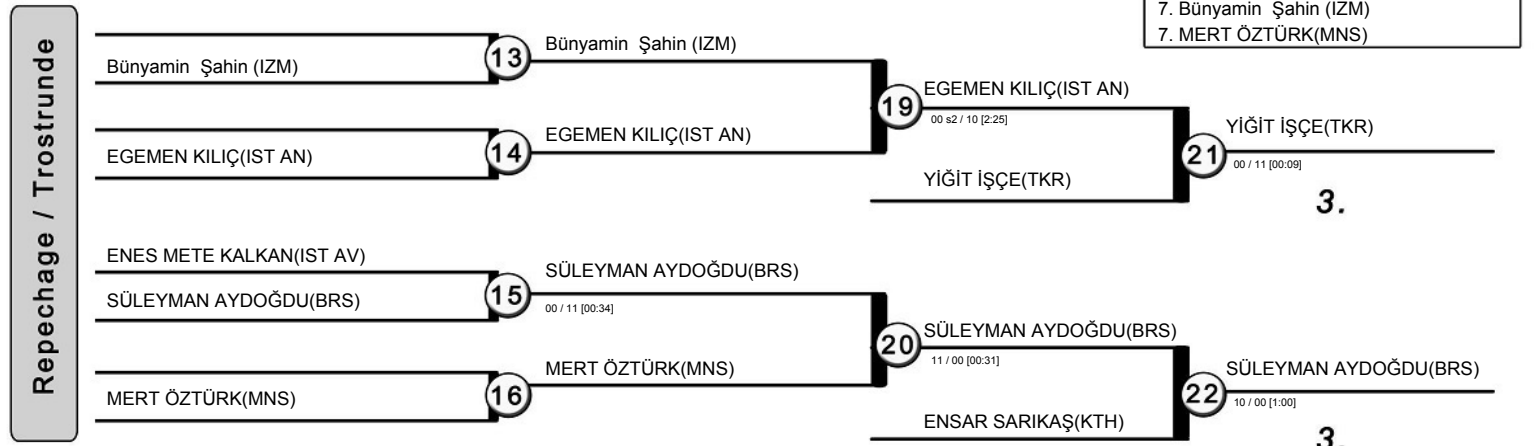 Repechage / Trostrunde
7. Bünyamin Şahin (IZM)
7. MERT ÖZTÜRK(MNS)
Bünyamin Şahin (IZM)
13
Bünyamin Şahin (IZM)
EGEMEN KILIÇ(IST AN)
14
EGEMEN KILIÇ(IST AN)
19
EGEMEN KILIÇ(IST AN)
00 s2 / 10 [2:25]
YİĞİT İŞÇE(TKR)
21
YİĞİT İŞÇE(TKR)
00 / 11 [00:09]
3.
ENES METE KALKAN(IST AV)
SÜLEYMAN AYDOĞDU(BRS)
15
SÜLEYMAN AYDOĞDU(BRS)
00 / 11 [00:34]
MERT ÖZTÜRK(MNS)
16
MERT ÖZTÜRK(MNS)
20
SÜLEYMAN AYDOĞDU(BRS)
11 / 00 [00:31]
ENSAR SARIKAŞ(KTH)
22
SÜLEYMAN AYDOĞDU(BRS)
10 / 00 [1:00]
3.